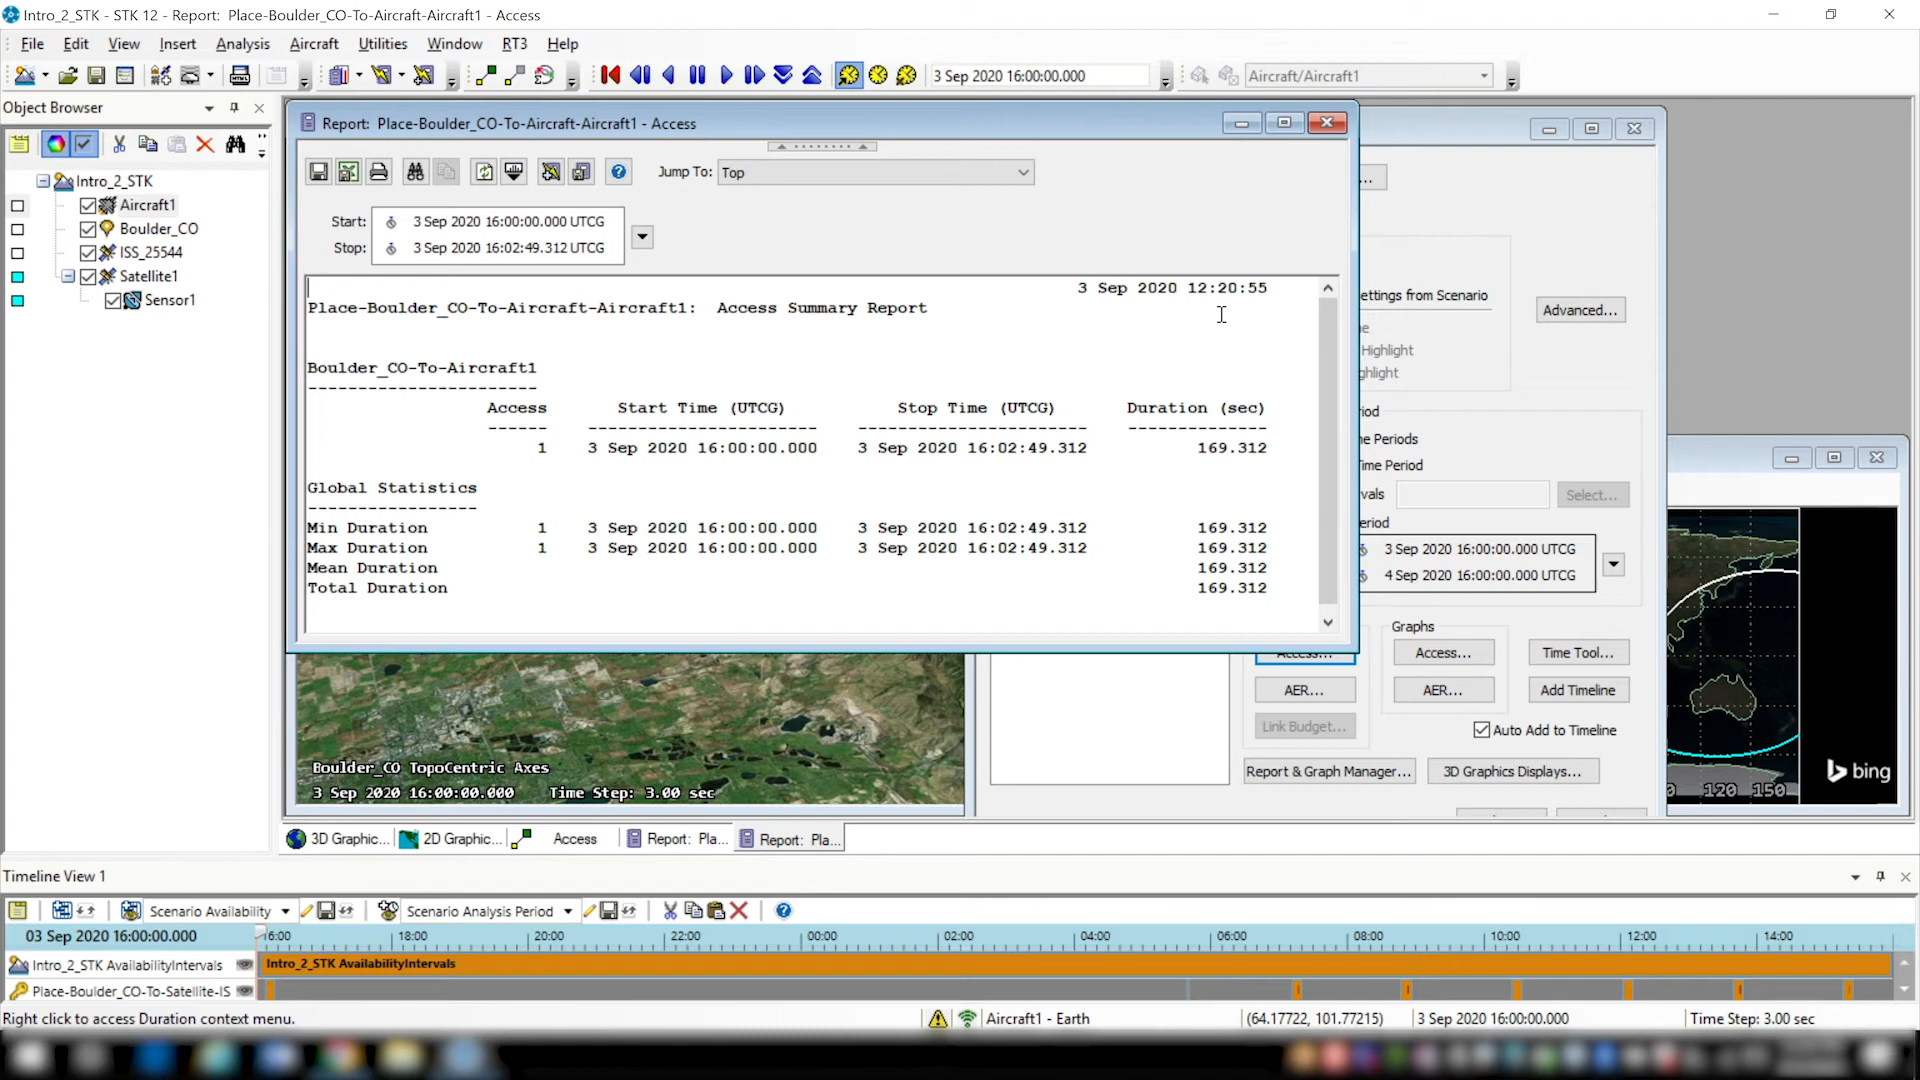 Intro_2_STK - STK 12 - Report:  Place-Boulder_CO-To-Aircraft-Aircraft1 - Access
File Edit View Insert Analysis Aircraft Utilities Window RT3 Help
3 Sep 2020 16:00:00.000 Aircraft/Aircraft1
Object Browser
Intro_2_STK
Aircraft1
Boulder_CO
ISS_25544
Satellite1
Sensor1
Report:  Place-Boulder_CO-To-Aircraft-Aircraft1 - Access
Jump To: Top
Start: 3 Sep 2020 16:00:00.000 UTCG
Stop: 3 Sep 2020 16:02:49.312 UTCG
3 Sep 2020 12:20:55
Place-Boulder_CO-To-Aircraft-Aircraft1:  Access Summary Report
Boulder_CO-To-Aircraft1
-----------------------
Access Start Time (UTCG) Stop Time (UTCG) Duration (sec)
------ ----------------------- ----------------------- --------------
1 3 Sep 2020 16:00:00.000 3 Sep 2020 16:02:49.312 169.312
Global Statistics
-----------------
Min Duration 1 3 Sep 2020 16:00:00.000 3 Sep 2020 16:02:49.312 169.312
Max Duration 1 3 Sep 2020 16:00:00.000 3 Sep 2020 16:02:49.312 169.312
Mean Duration 169.312
Total Duration 169.312
...
ettings from Scenario
Advanced...
Highlight
ghlight
e Periods
ime Period
vals Select...
3 Sep 2020 16:00:00.000 UTCG
4 Sep 2020 16:00:00.000 UTCG
Graphs
Access... Access... Time Tool...
AER... AER... Add Timeline
Link Budget... Auto Add to Timeline
Report & Graph Manager... 3D Graphics Displays...
Boulder_CO TopoCentric Axes
3 Sep 2020 16:00:00.000 Time Step: 3.00 sec
bing
120 150
3D Graphic... 2D Graphic... Access Report: Pla... Report: Pla...
Timeline View 1
Scenario Availability Scenario Analysis Period
03 Sep 2020 16:00:00.000 16:00 18:00 20:00 22:00 00:00 02:00 04:00 06:00 08:00 10:00 12:00 14:00
Intro_2_STK AvailabilityIntervals Intro_2_STK AvailabilityIntervals
Place-Boulder_CO-To-Satellite-IS
Right click to access Duration context menu. Aircraft1 - Earth (64.17722, 101.77215) 3 Sep 2020 16:00:00.000 Time Step: 3.00 sec